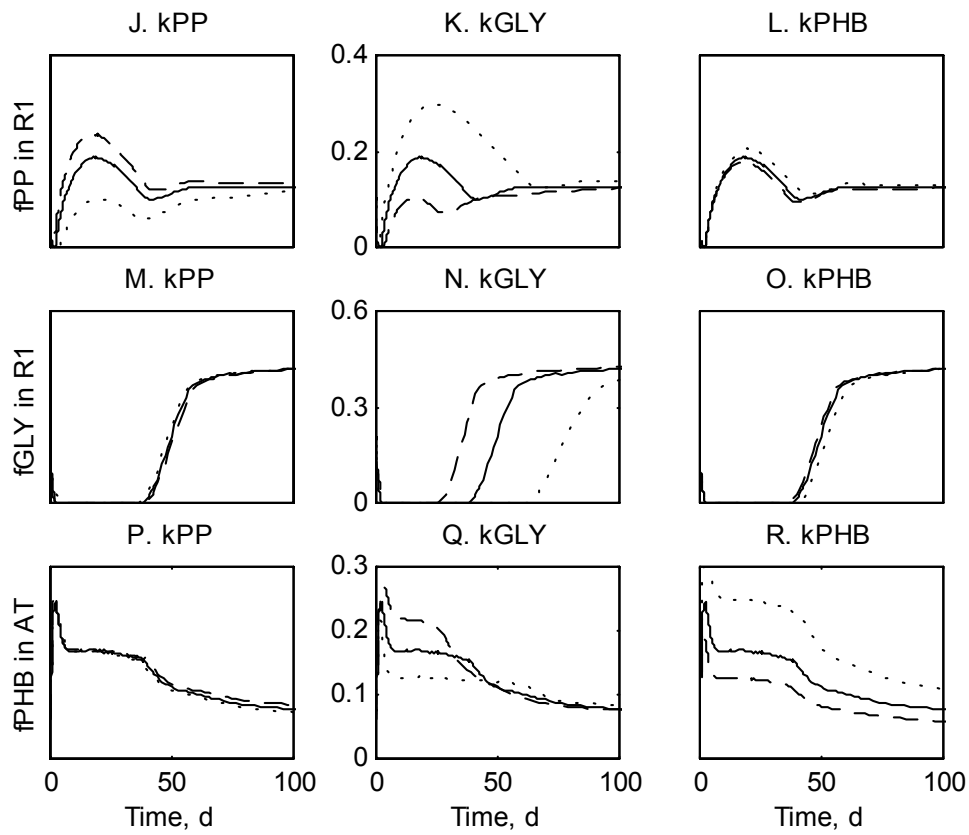 J. kPP
K. kGLY
L. kPHB
fPP in R1
0.4
0.2
0
M. kPP
N. kGLY
O. kPHB
fGLY in R1
0.6
0.3
0
P. kPP
Q. kGLY
R. kPHB
fPHB in AT
0.3
0.2
0.1
0
0 50 100
0 50 100
0 50 100
Time, d
Time, d
Time, d